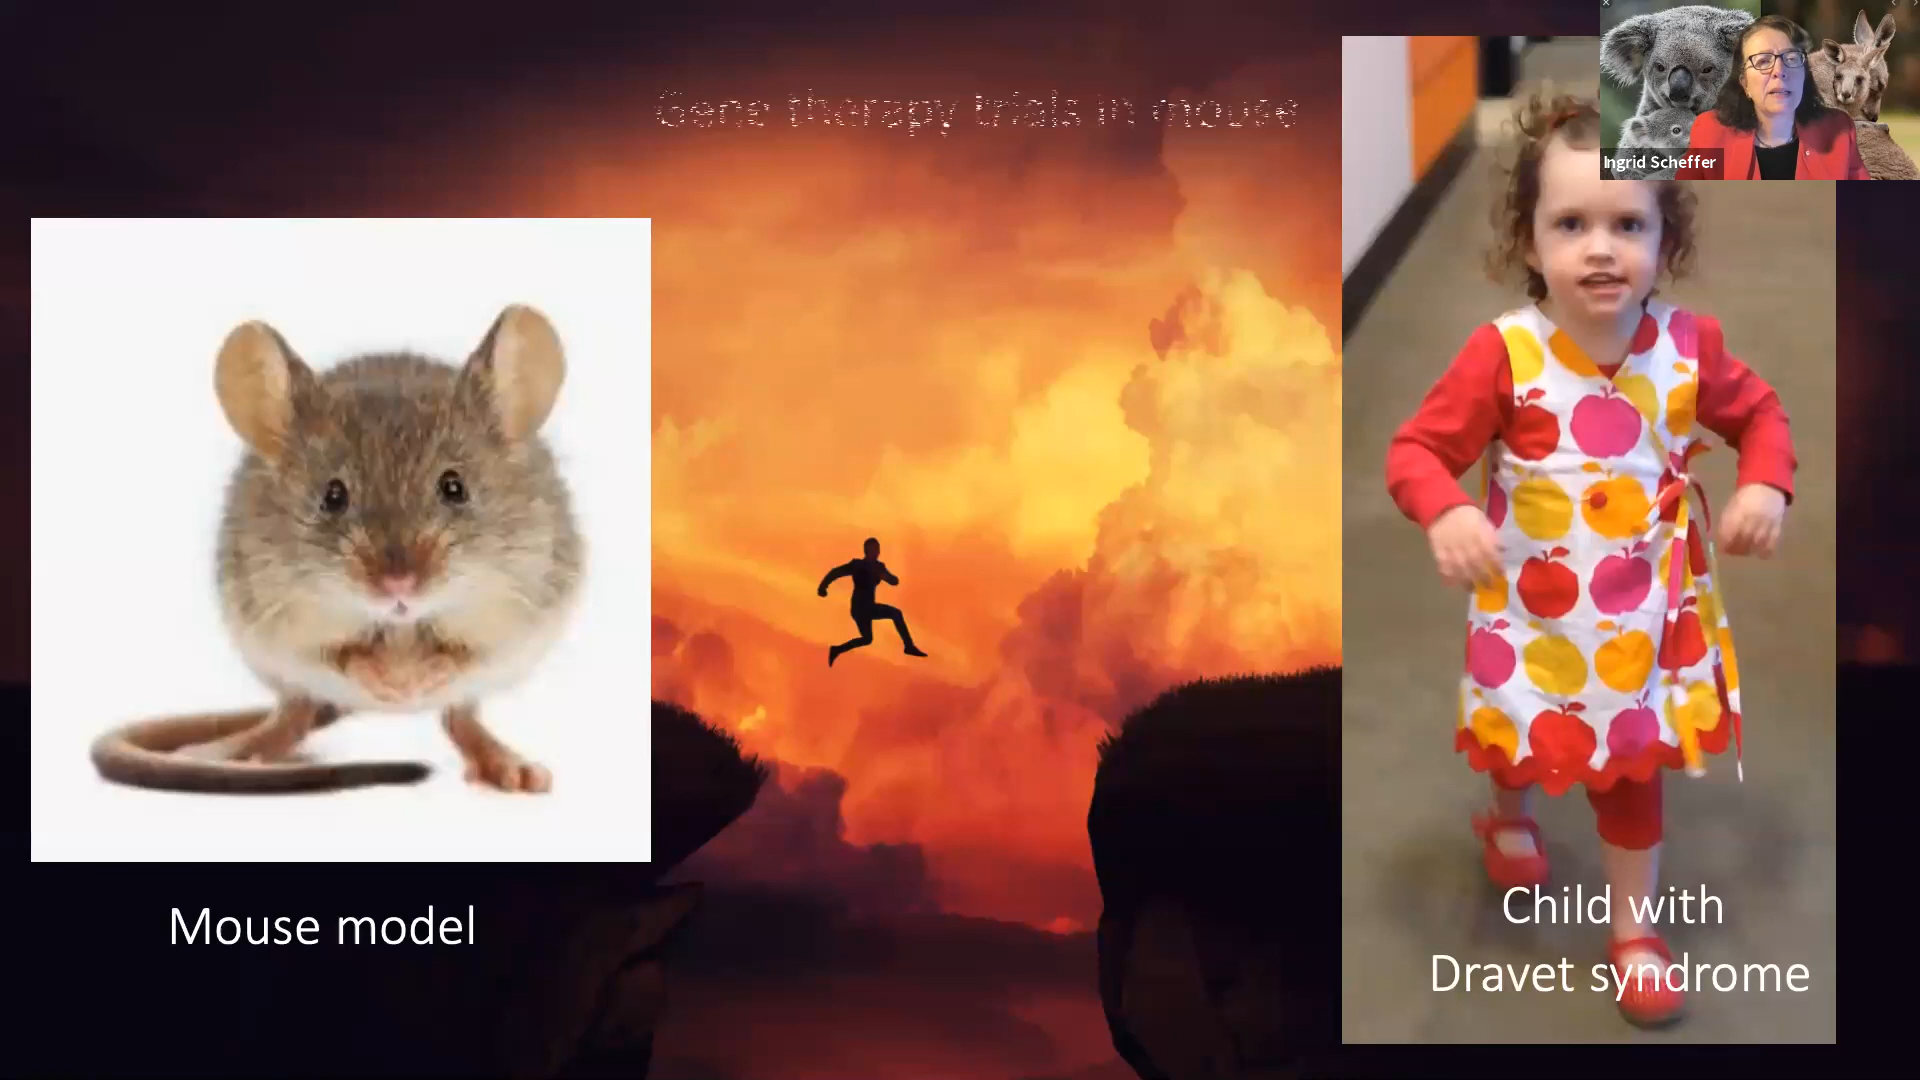 Gene therapy trials in mouse
Ingrid Scheffer
Mouse model
Child with
Dravet syndrome